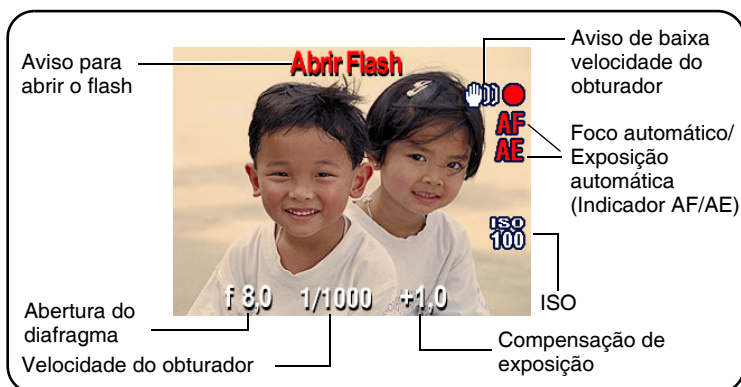 Aviso para
abrir o flash
Abrir Flash
Aviso de baixa
velocidade do
obturador
AF
AE
Foco automático/
Exposição
automática
(Indicador AF/AE)
ISO
100
ISO
f 8,0 1/1000 +1,0
Abertura do
diafragma
Velocidade do obturador
Compensação de
exposição